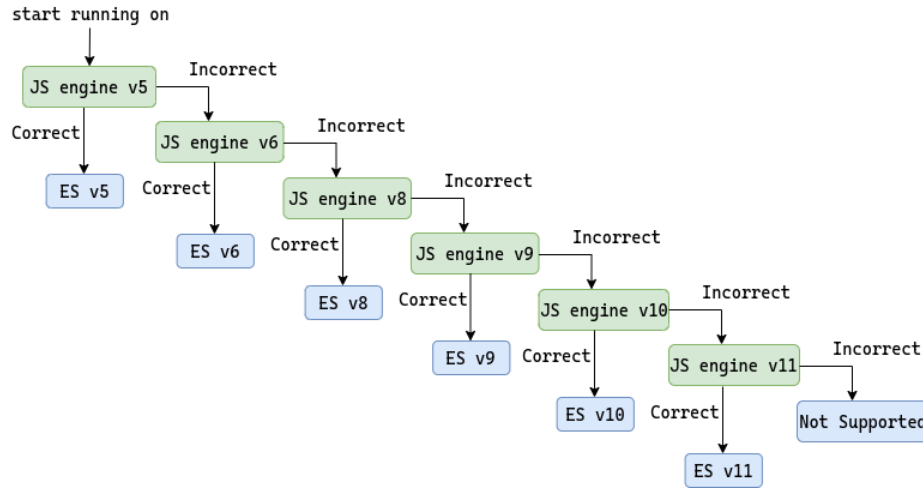 start running on
JS engine v5
Incorrect
Correct
JS engine v6
Incorrect
ES v5
Correct
JS engine v8
Incorrect
ES v6
Correct
JS engine v9
Incorrect
ES v8
Correct
JS engine v10
Incorrect
ES v9
Correct
JS engine v11
Incorrect
ES v10
Correct
Not Supported
ES v11